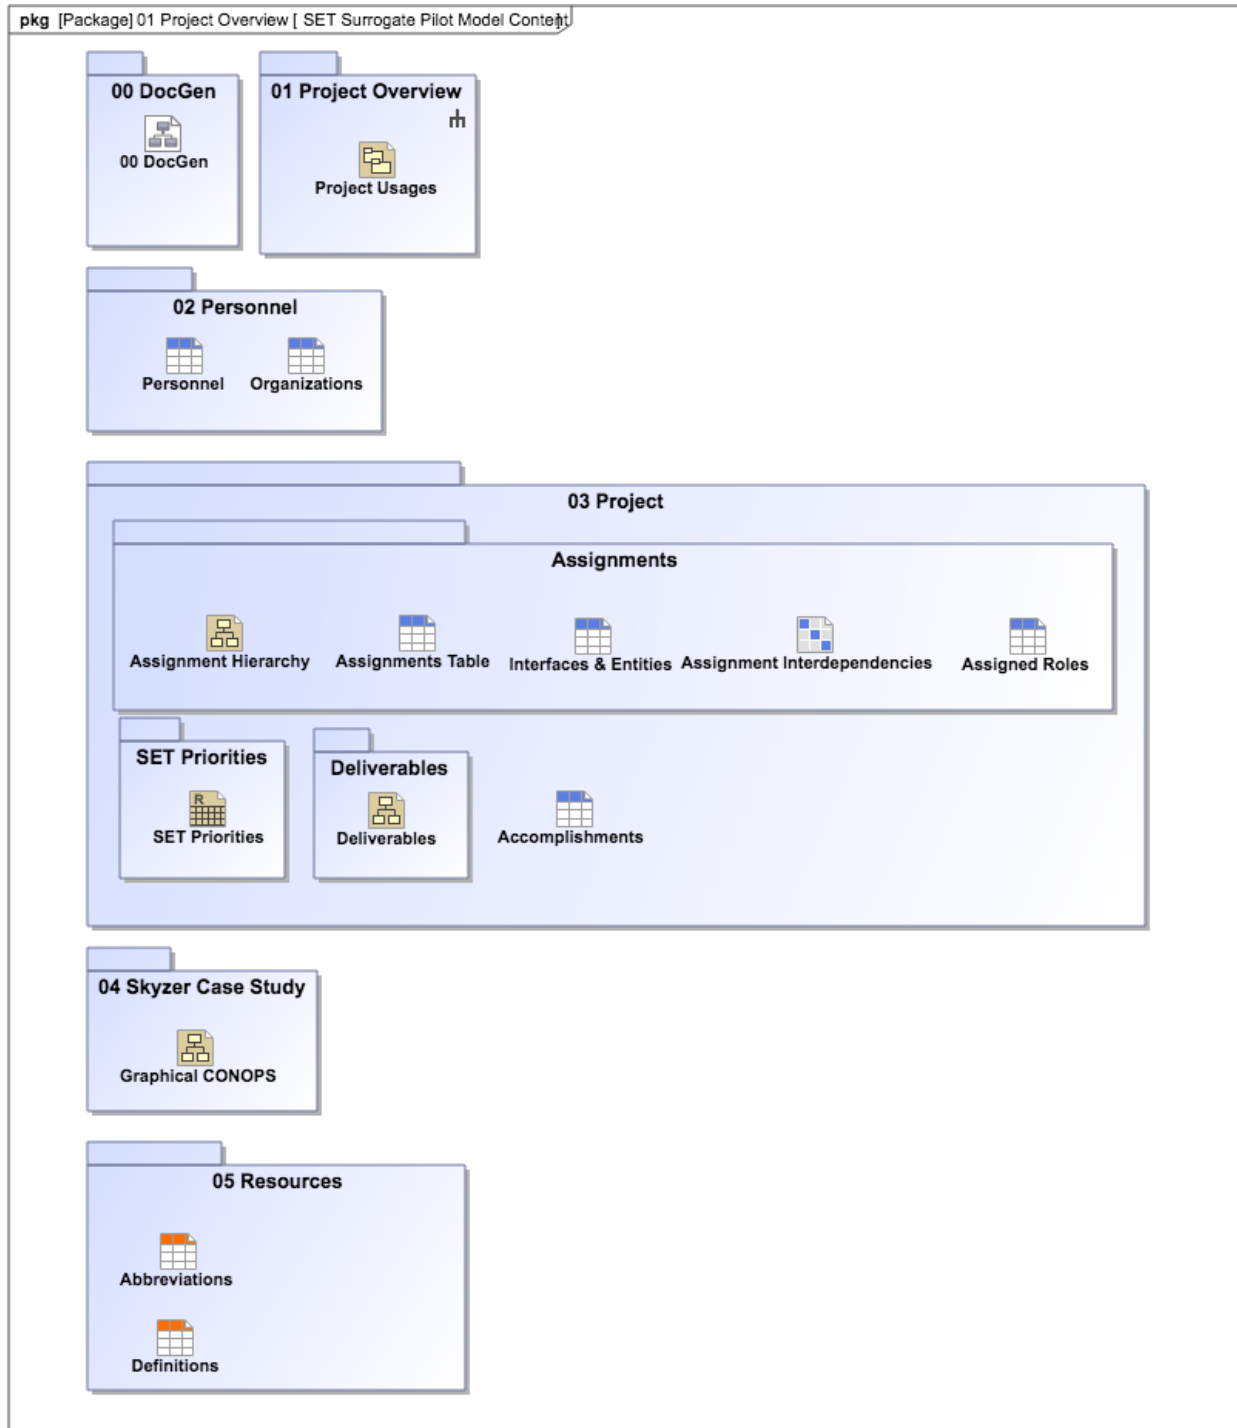 pkg [Package] 01 Project Overview [ SET Surrogate Pilot Model Content ]
00 DocGen
00 DocGen
01 Project Overview
Project Usages
02 Personnel
Personnel Organizations
03 Project
Assignments
Assignment Hierarchy Assignments Table Interfaces & Entities Assignment Interdependencies Assigned Roles
SET Priorities
R
SET Priorities
Deliverables
Deliverables
Accomplishments
04 Skyzer Case Study
Graphical CONOPS
05 Resources
Abbreviations
Definitions